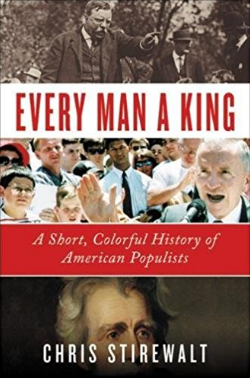 EVERY MAN A KING
A Short, Colorful History of
American Populists
CHRIS STIREWALT